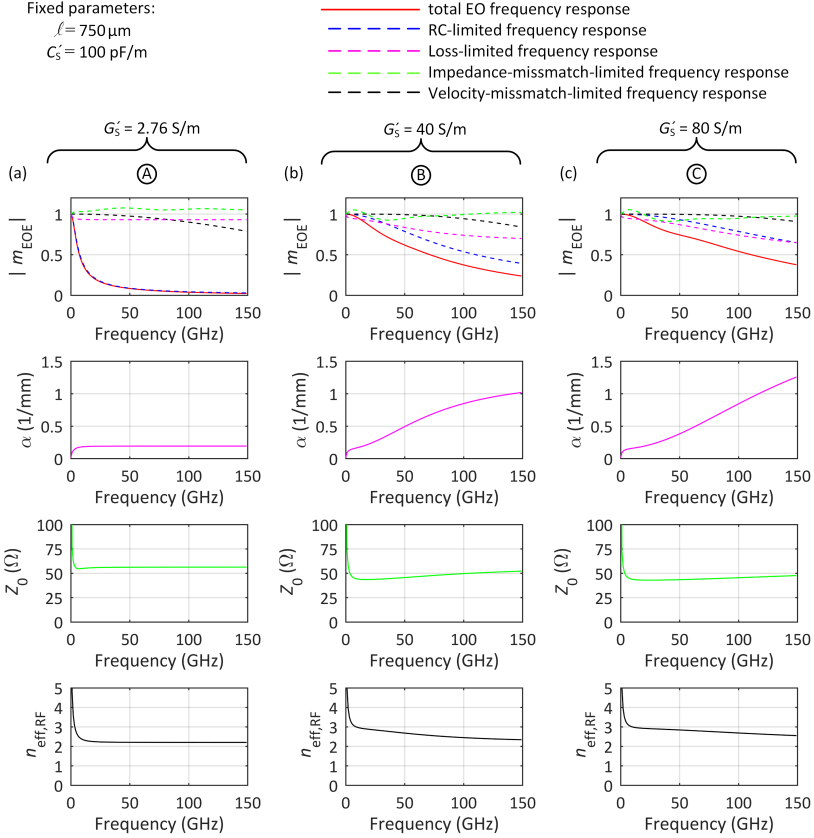 Fixed parameters:
ℓ = 750 μm
C′S = 100 pF/m
total EO frequency response
RC-limited frequency response
Loss-limited frequency response
Impedance-missmatch-limited frequency response
Velocity-missmatch-limited frequency response
G′S = 2.76 S/m
G′S = 40 S/m
G′S = 80 S/m
(a)
A
(b)
B
(c)
C
| mEOE |
1
0.5
0
0 50 100 150
Frequency (GHz)
| mEOE |
1
0.5
0
0 50 100 150
Frequency (GHz)
| mEOE |
1
0.5
0
0 50 100 150
Frequency (GHz)
α (1/mm)
1.5
1
0.5
0
0 50 100 150
Frequency (GHz)
α (1/mm)
1.5
1
0.5
0
0 50 100 150
Frequency (GHz)
α (1/mm)
1.5
1
0.5
0
0 50 100 150
Frequency (GHz)
Z0 (Ω)
100
75
50
25
0
0 50 100 150
Frequency (GHz)
Z0 (Ω)
100
75
50
25
0
0 50 100 150
Frequency (GHz)
Z0 (Ω)
100
75
50
25
0
0 50 100 150
Frequency (GHz)
neff,RF
5
4
3
2
1
0
0 50 100 150
Frequency (GHz)
neff,RF
5
4
3
2
1
0
0 50 100 150
Frequency (GHz)
neff,RF
5
4
3
2
1
0
0 50 100 150
Frequency (GHz)